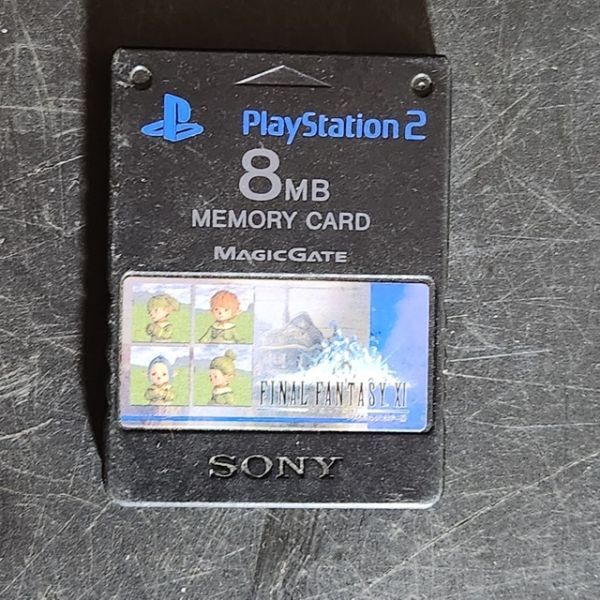 PlayStation 2
8MB
MEMORY CARD
MAGICGATE
FINAL FANTASY XI
SONY